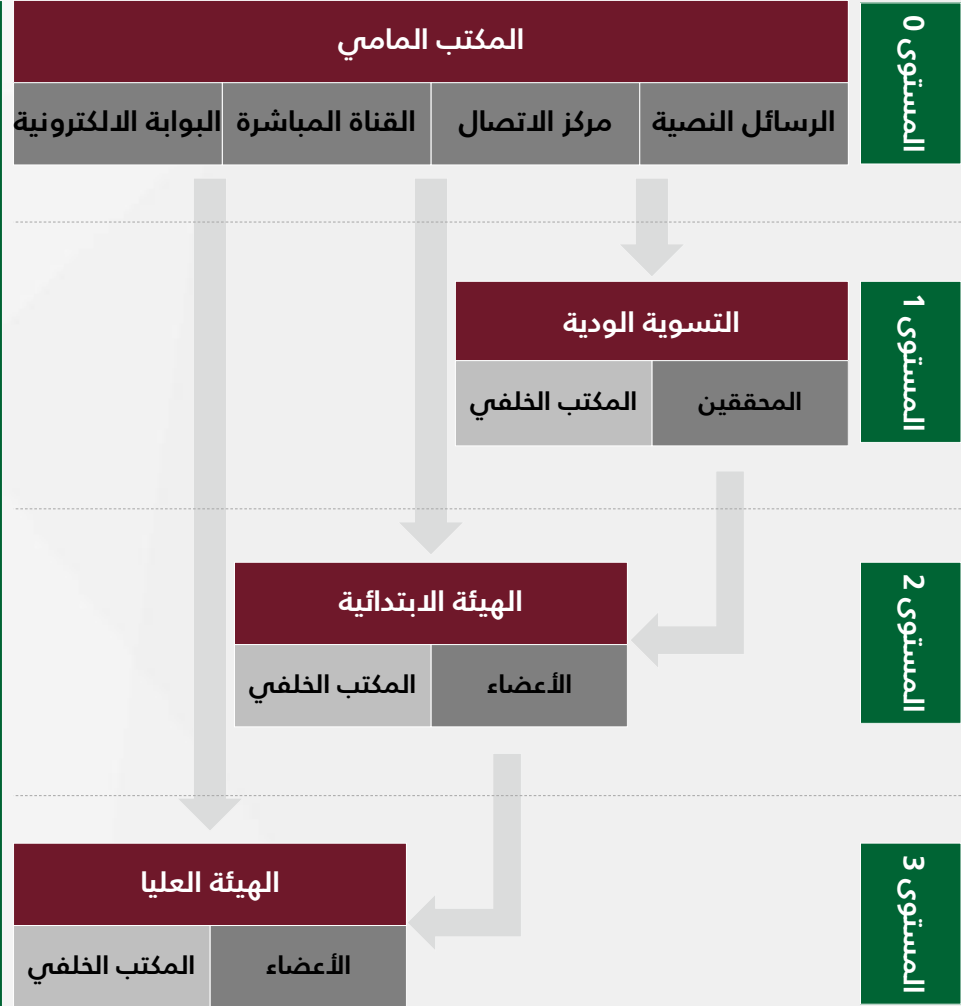 المستوى 0
المكتب المامي
الرسائل النصية
مركز الاتصال
القناة المباشرة
البوابة الالكترونية
المستوى 1
التسوية الودية
المحققين
المكتب الخلفي
المستوى 2
الهيئة الابتدائية
الأعضاء
المكتب الخلفي
المستوى 3
الهيئة العليا
الأعضاء
المكتب الخلفي